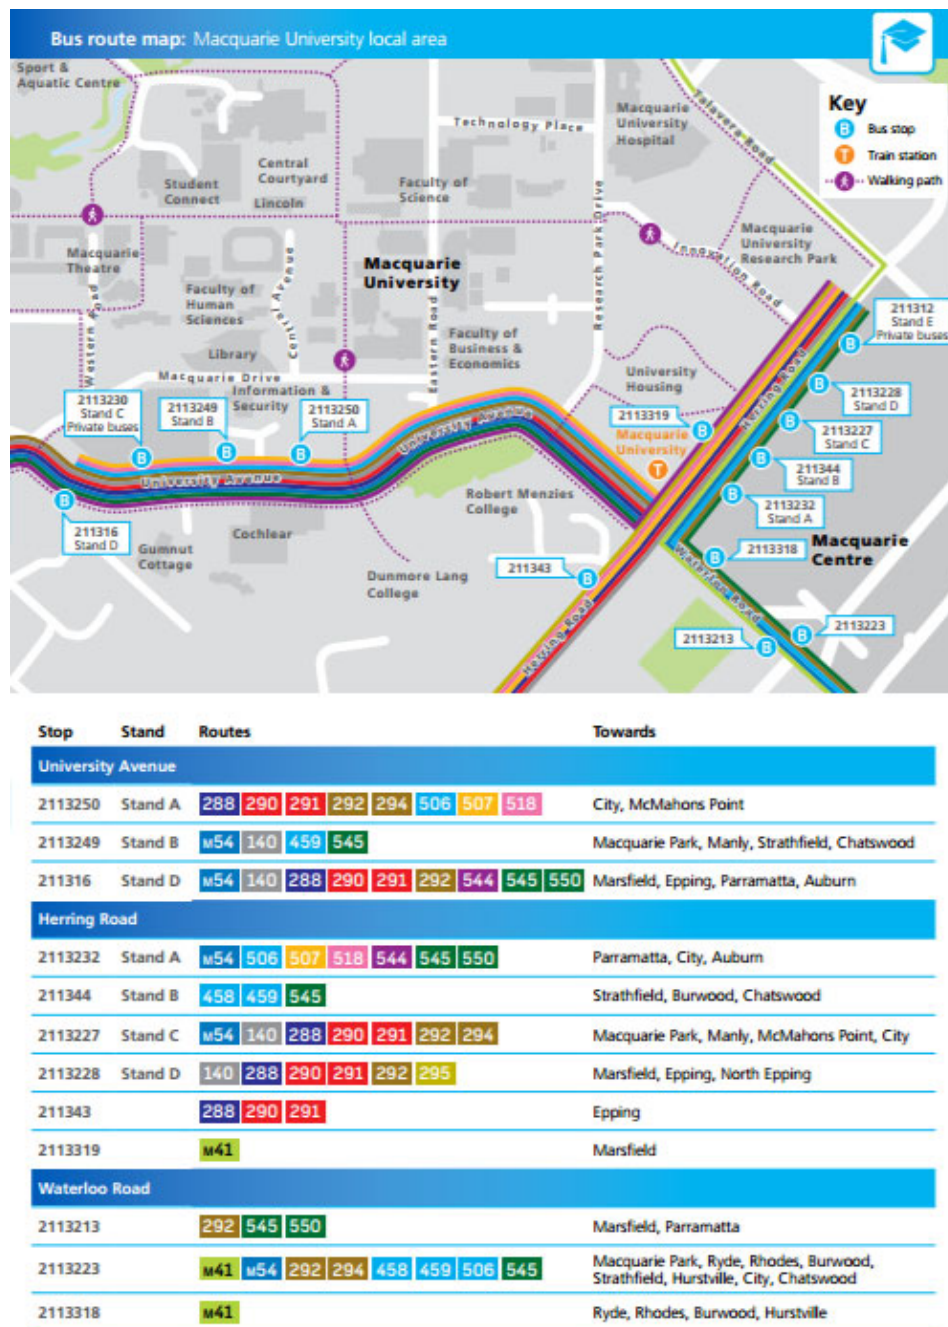 Bus route map: Macquarie University local area
Sport &
Aquatic Centre
Talavera Road
Macquarie
University
Hospital
Key
B Bus stop
T Train station
Walking path
Technology Place
Central
Courtyard
Student
Connect
Lincoln
Faculty of
Science
Research Park Drive
Macquarie
University
Research Park
Innovation Road
Macquarie
Theatre
Macquarie
University
Faculty of
Human
Sciences
Central Avenue
Western Road
Eastern Road
211312
Stand E
Private buses
Library
Faculty of
Business &
Economics
Herring Road
Macquarie Drive
University
Housing
Information &
Security
2113230
Stand C
Private buses
2113249
Stand B
2113250
Stand A
2113228
Stand D
2113319
2113227
Stand C
University Avenue
Macquarie
University
T
211344
Stand B
University Avenue
Robert Menzies
College
2113232
Stand A
211316
Stand D
Cochlear
Gumnut
Cottage
Macquarie
Centre
2113318
Waterloo Road
211343
Dunmore Lang
College
Herring Road
2113223
2113213
B
B
B
B
B
B
B
B
B
B
B
B
B
B
Stop Stand Routes Towards
University Avenue
2113250 Stand A 288 290 291 292 294 506 507 518 City, McMahons Point
2113249 Stand B M54 140 459 545 Macquarie Park, Manly, Strathfield, Chatswood
211316 Stand D M54 140 288 290 291 292 544 545 550 Marsfield, Epping, Parramatta, Auburn
Herring Road
2113232 Stand A M54 506 507 518 544 545 550 Parramatta, City, Auburn
211344 Stand B 458 459 545 Strathfield, Burwood, Chatswood
2113227 Stand C M54 140 288 290 291 292 294 Macquarie Park, Manly, McMahons Point, City
2113228 Stand D 140 288 290 291 292 295 Marsfield, Epping, North Epping
211343 288 290 291 Epping
2113319 M41 Marsfield
Waterloo Road
2113213 292 545 550 Marsfield, Parramatta
2113223 M41 M54 292 294 458 459 506 545 Macquarie Park, Ryde, Rhodes, Burwood,
Strathfield, Hurstville, City, Chatswood
2113318 M41 Ryde, Rhodes, Burwood, Hurstville